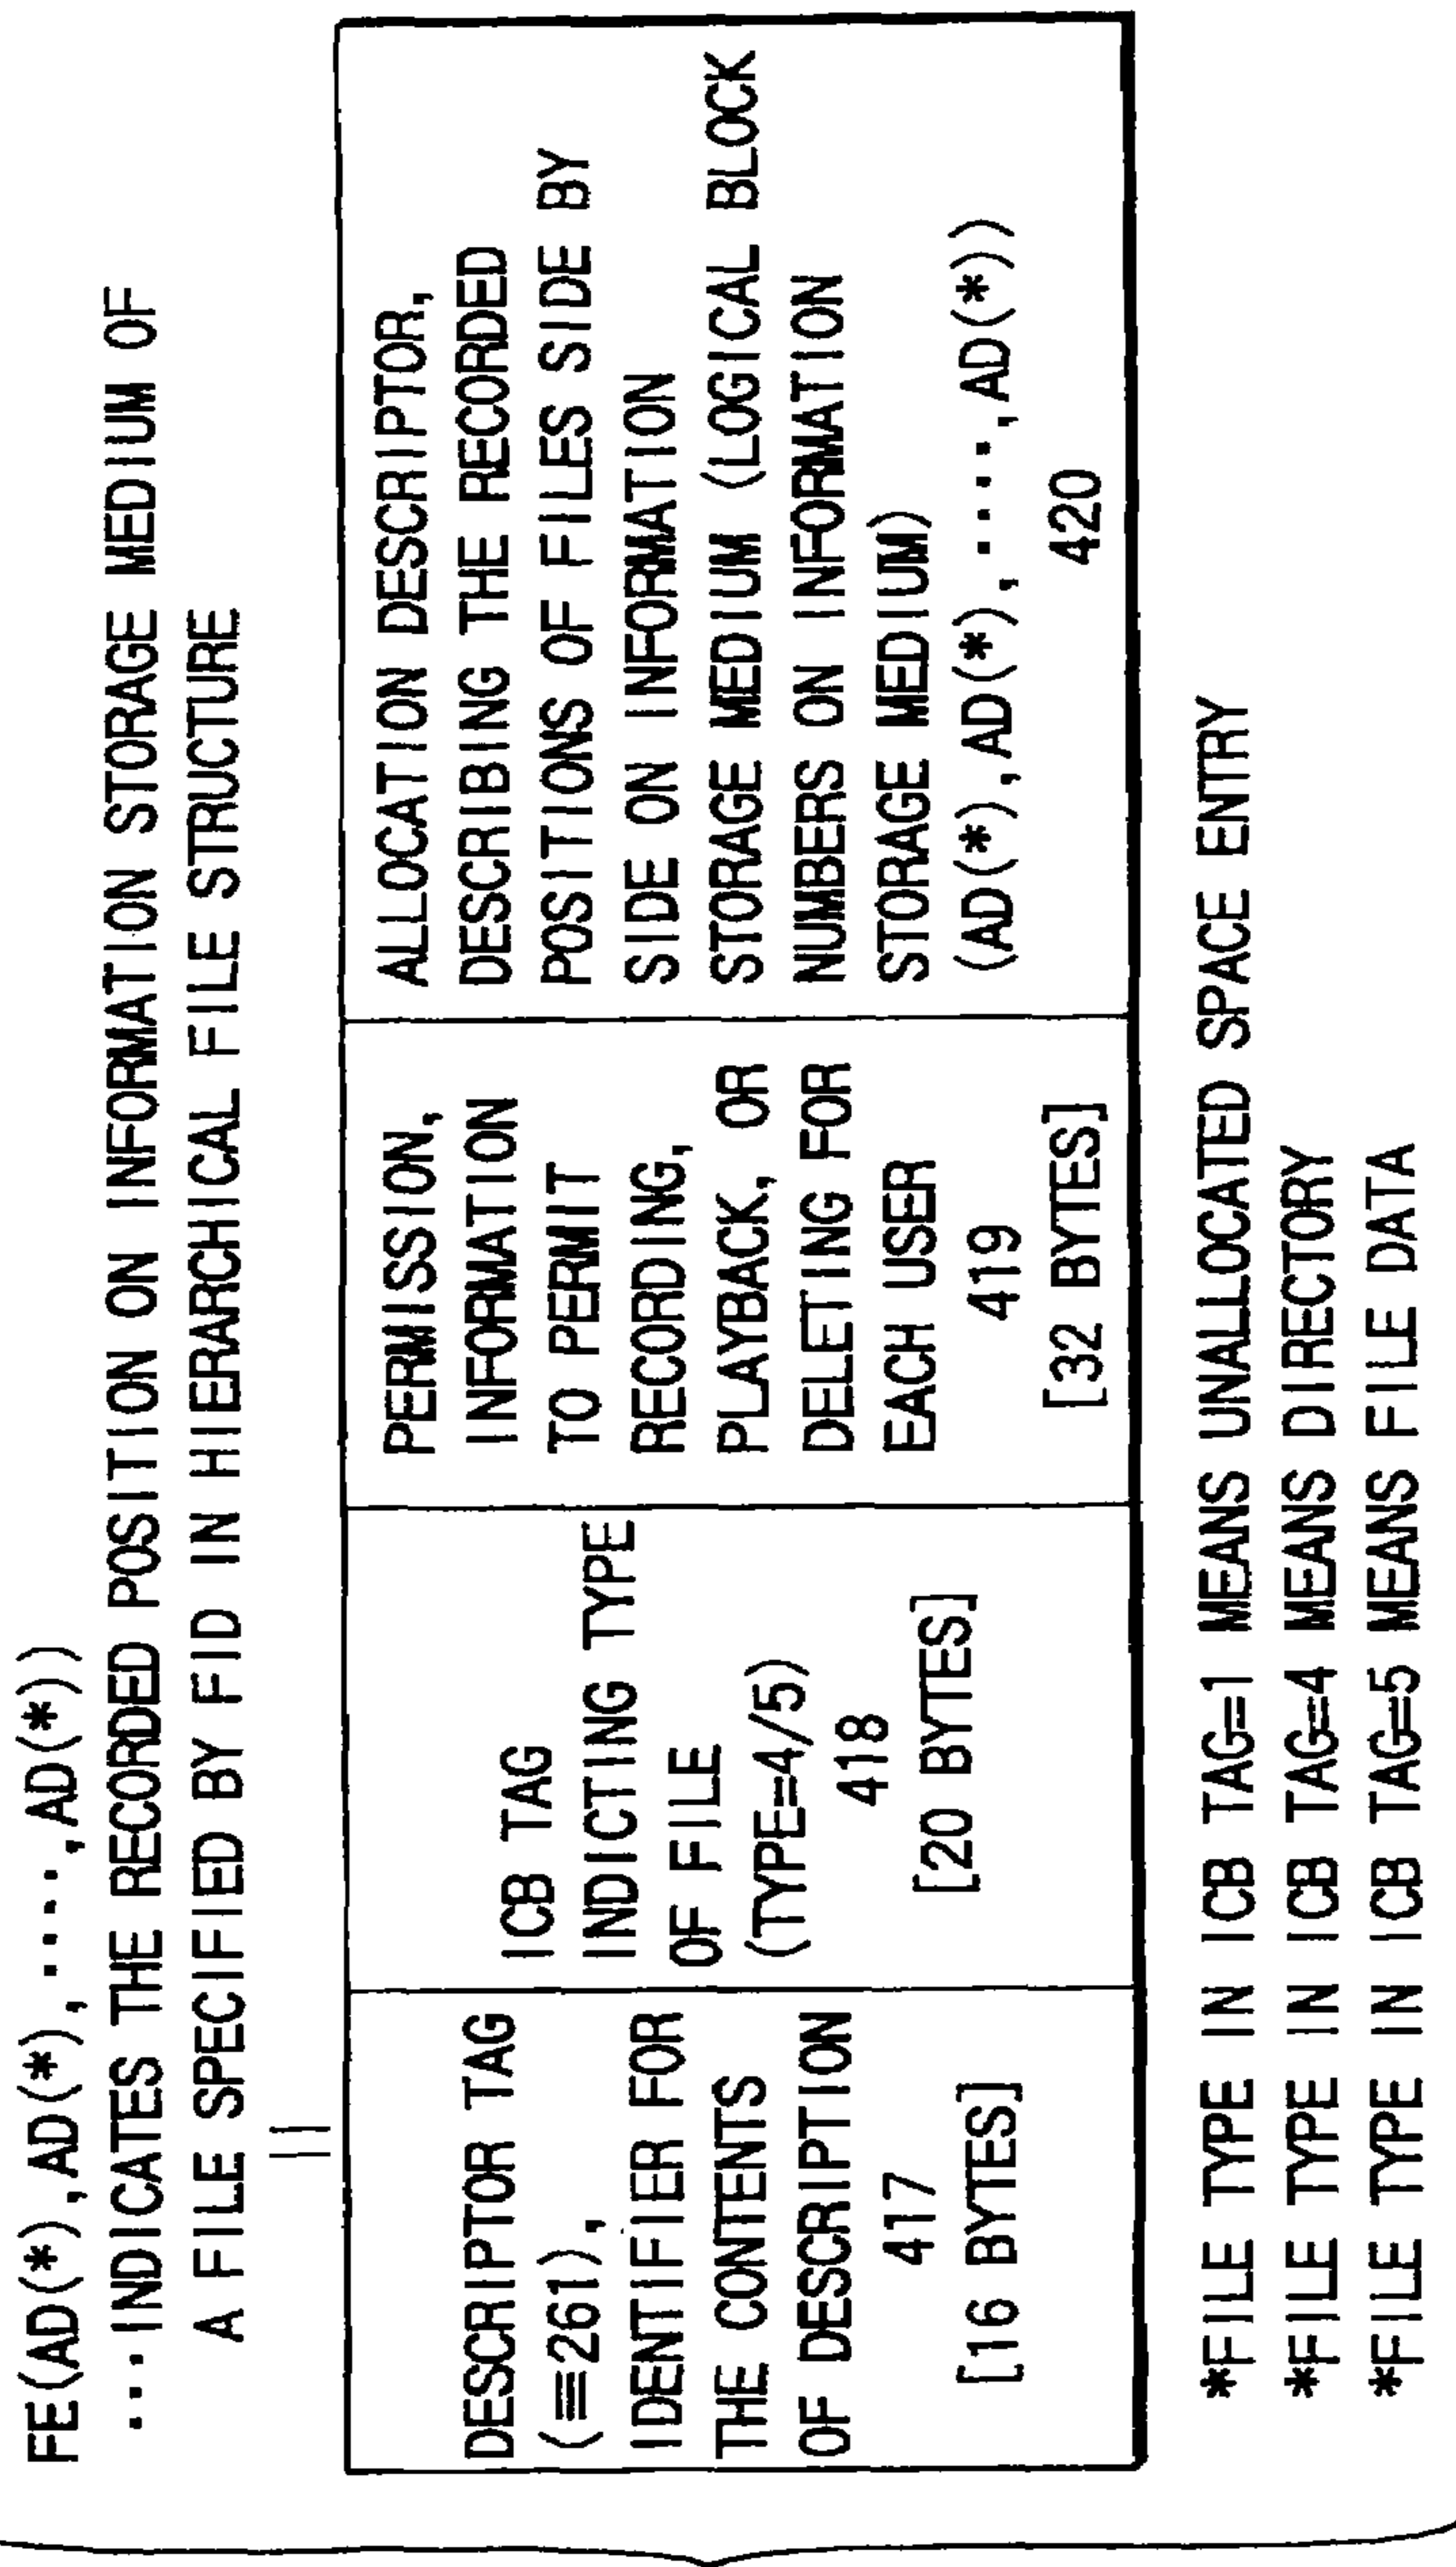 FE(AD(*),AD(*),····,AD(*))
···INDICATES THE RECORDED POSITION ON INFORMATION STORAGE MEDIUM OF
A FILE SPECIFIED BY FID IN HIERARCHICAL FILE STRUCTURE
DESCRIPTOR TAG
(≡261),
IDENTIFIER FOR
THE CONTENTS
OF DESCRIPTION
417
[16 BYTES]
ICB TAG
INDICTING TYPE
OF FILE
(TYPE=4/5)
418
[20 BYTES]
PERMISSION,
INFORMATION
TO PERMIT
RECORDING,
PLAYBACK, OR
DELETING FOR
EACH USER
419
[32 BYTES]
ALLOCATION DESCRIPTOR,
DESCRIBING THE RECORDED
POSITIONS OF FILES SIDE BY
SIDE ON INFORMATION
STORAGE MEDIUM (LOGICAL BLOCK
NUMBERS ON INFORMATION
STORAGE MEDIUM)
(AD(*),AD(*),····,AD(*))
420
*FILE TYPE IN ICB TAG=1 MEANS UNALLOCATED SPACE ENTRY
*FILE TYPE IN ICB TAG=4 MEANS DIRECTORY
*FILE TYPE IN ICB TAG=5 MEANS FILE DATA